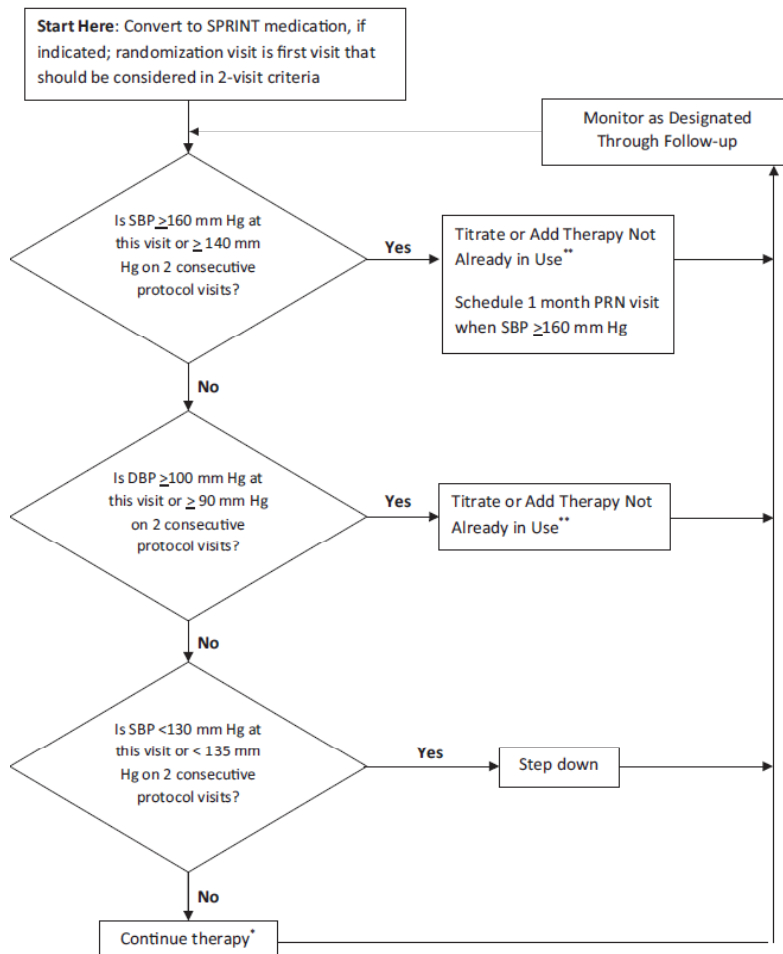 Start Here: Convert to SPRINT medication, if
indicated; randomization visit is first visit that
should be considered in 2-visit criteria
Monitor as Designated
Through Follow-up
Is SBP ≥160 mm Hg at
this visit or ≥ 140 mm
Hg on 2 consecutive
protocol visits?
Yes
Titrate or Add Therapy Not
Already in Use**
Schedule 1 month PRN visit
when SBP ≥160 mm Hg
No
Is DBP ≥100 mm Hg at
this visit or ≥ 90 mm Hg
on 2 consecutive
protocol visits?
Yes
Titrate or Add Therapy Not
Already in Use**
No
Is SBP <130 mm Hg at
this visit or < 135 mm
Hg on 2 consecutive
protocol visits?
Yes
Step down
No
Continue therapy*